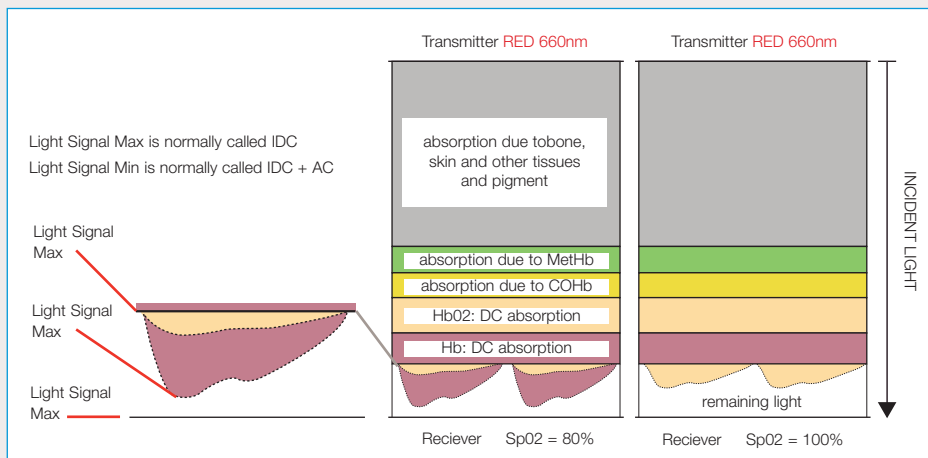 Transmitter RED 660nm
Transmitter RED 660nm
Light Signal Max is normally called IDC
Light Signal Min is normally called IDC + AC
absorption due tobone,
skin and other tissues
and pigment
INCIDENT LIGHT
Light Signal
Max
Light Signal
Max
Light Signal
Max
absorption due to MetHb
absorption due to COHb
Hb02: DC absorption
Hb: DC absorption
remaining light
Reciever Sp02 = 80%
Reciever Sp02 = 100%